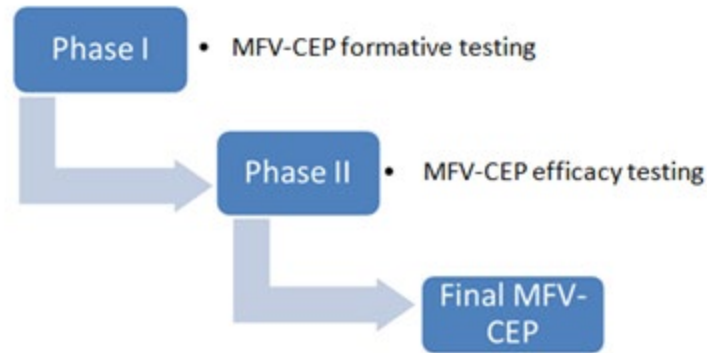 Phase I
• MFV-CEP formative testing
Phase II
• MFV-CEP efficacy testing
Final MFV-
CEP